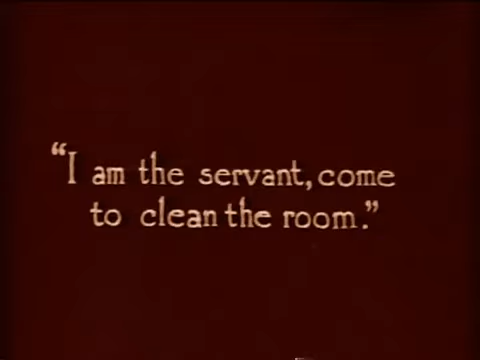 “I am the servant, come
to clean the room.”